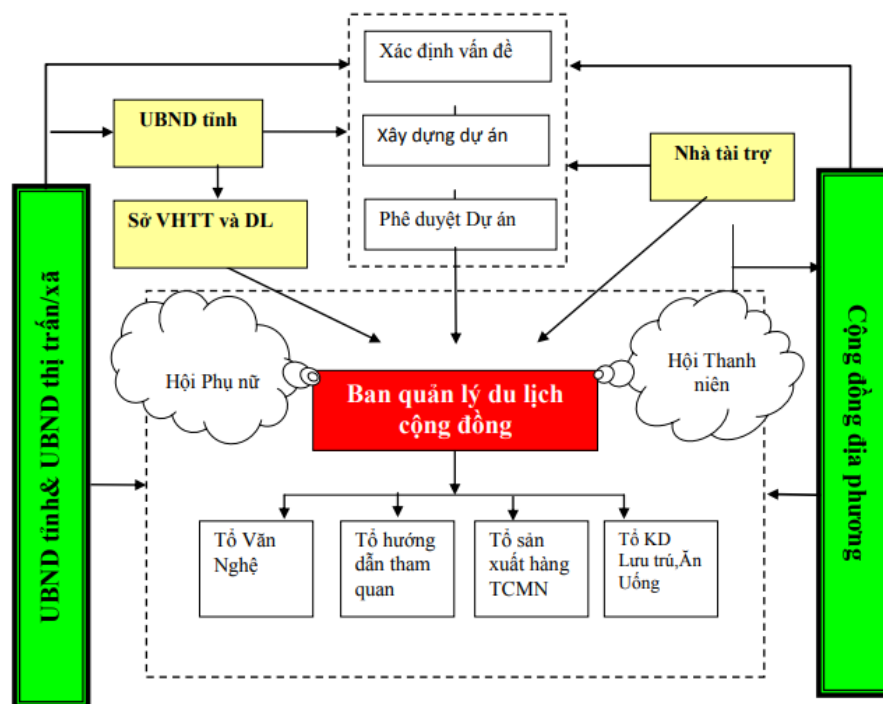 Xác định vấn đề
UBND tỉnh
Xây dựng dự án
Nhà tài trợ
Sở VHTT và DL
Phê duyệt Dự án
UBND tỉnh& UBND thị trấn/xã
Cộng đồng địa phương
Hội Phụ nữ
Hội Thanh
niên
Ban quản lý du lịch
cộng đồng
Tổ Văn
Nghệ
Tổ hướng
dẫn tham
quan
Tổ sản
xuất hàng
TCMN
Tổ KD
Lưu trú,Ăn
Uống